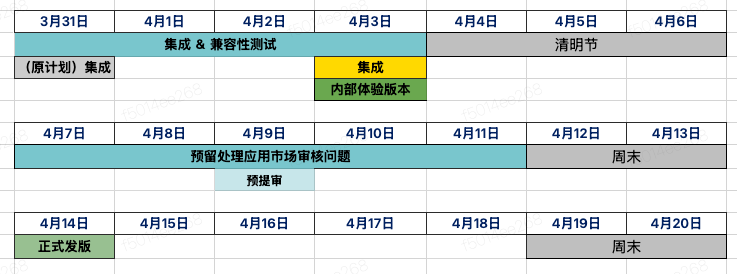 3月31日 4月1日 4月2日 4月3日 4月4日 4月5日 4月6日
集成 & 兼容性测试 清明节
（原计划）集成 集成
内部体验版本
4月7日 4月8日 4月9日 4月10日 4月11日 4月12日 4月13日
预留处理应用市场审核问题 周末
预提审
4月14日 4月15日 4月16日 4月17日 4月18日 4月19日 4月20日
正式发版 周末